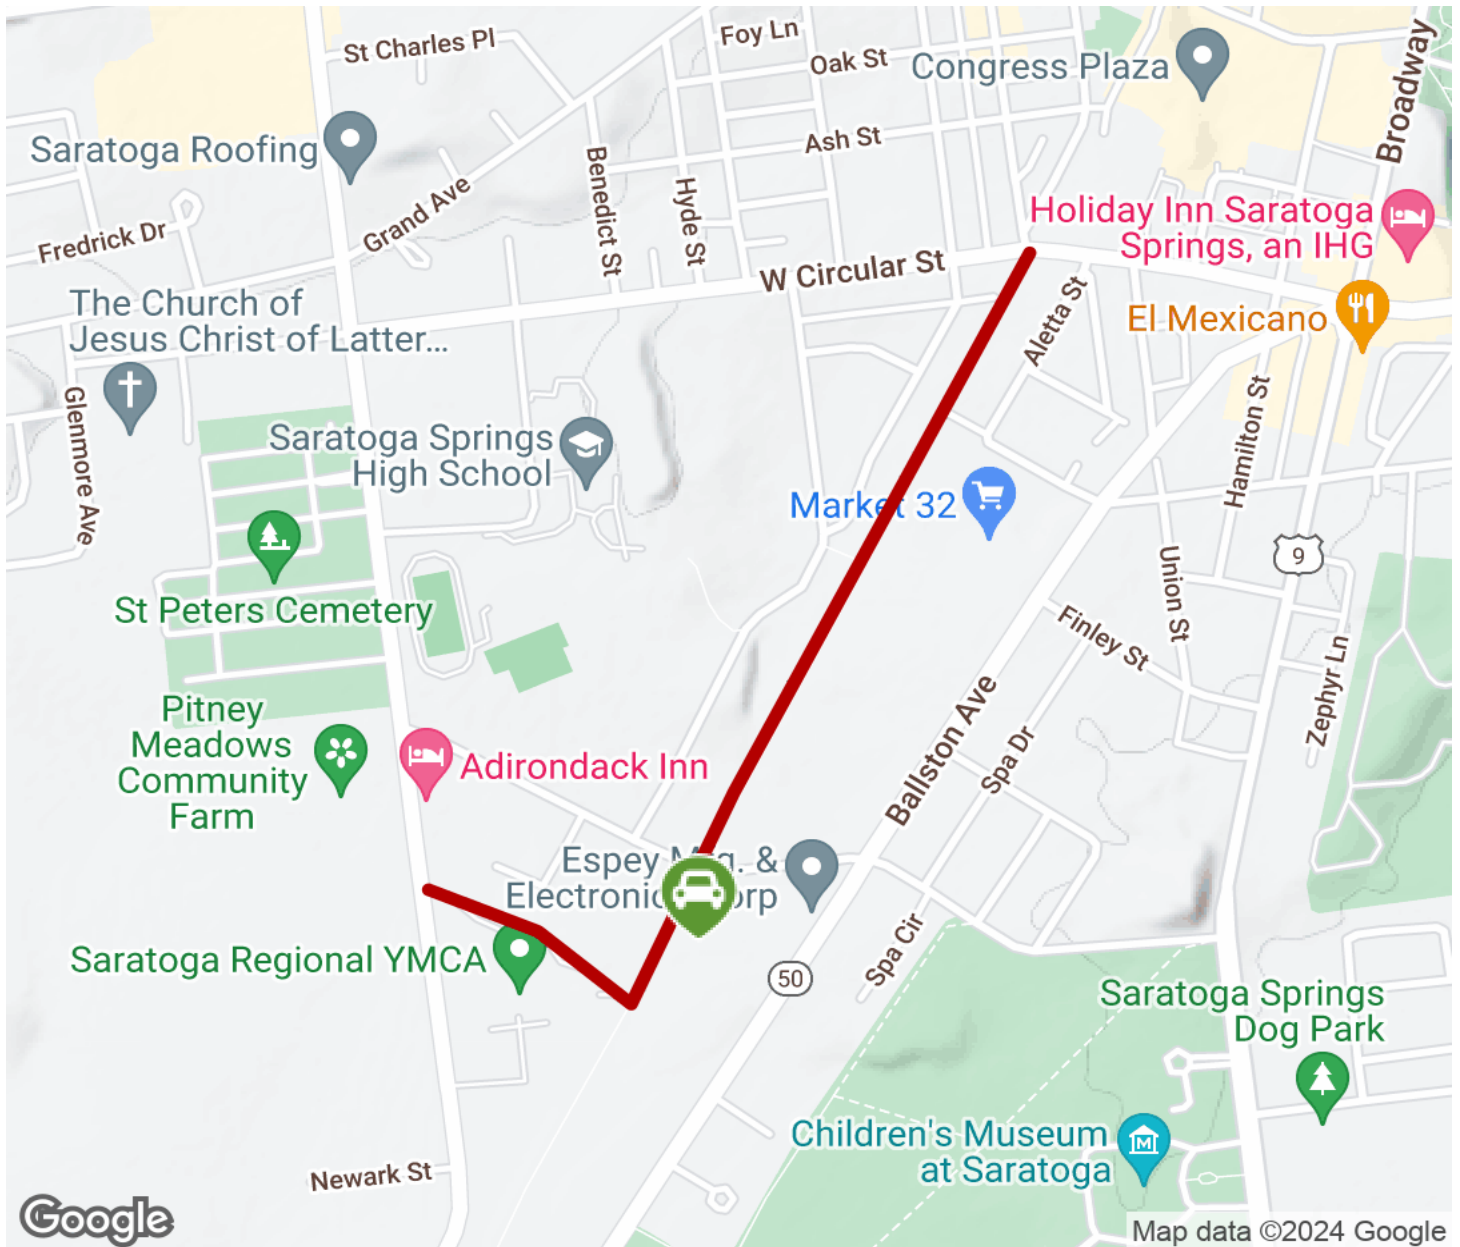 St Charles Pl
Foy Ln
Oak St
Congress Plaza
Broadway
Saratoga Roofing
Ash St
Benedict St
Hyde St
Grand Ave
Fredrick Dr
Holiday Inn Saratoga
Springs, an IHG
W Circular St
Aletta St
El Mexicano
The Church of
Jesus Christ of Latter...
Glenmore Ave
Saratoga Springs
High School
Hamilton St
Market 32
9
Union St
St Peters Cemetery
Finley St
Zephyr Ln
Pitney
Meadows
Community
Farm
Adirondack Inn
Ballston Ave
Spa Dr
Espey Mfg. &
Electronics Corp
Saratoga Regional YMCA
Spa Cir
50
Saratoga Springs
Dog Park
Children's Museum
at Saratoga
M
Newark St
Google
Map data ©2024 Google